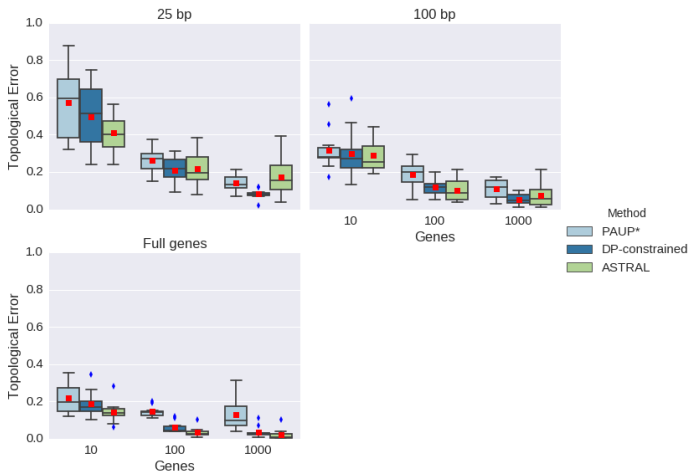 25 bp
100 bp
1.0
0.8
0.6
0.4
0.2
0.0
Topological Error
10
100
1000
Genes
Method
PAUP*
DP-constrained
ASTRAL
Full genes
1.0
0.8
0.6
0.4
0.2
0.0
Topological Error
10
100
1000
Genes